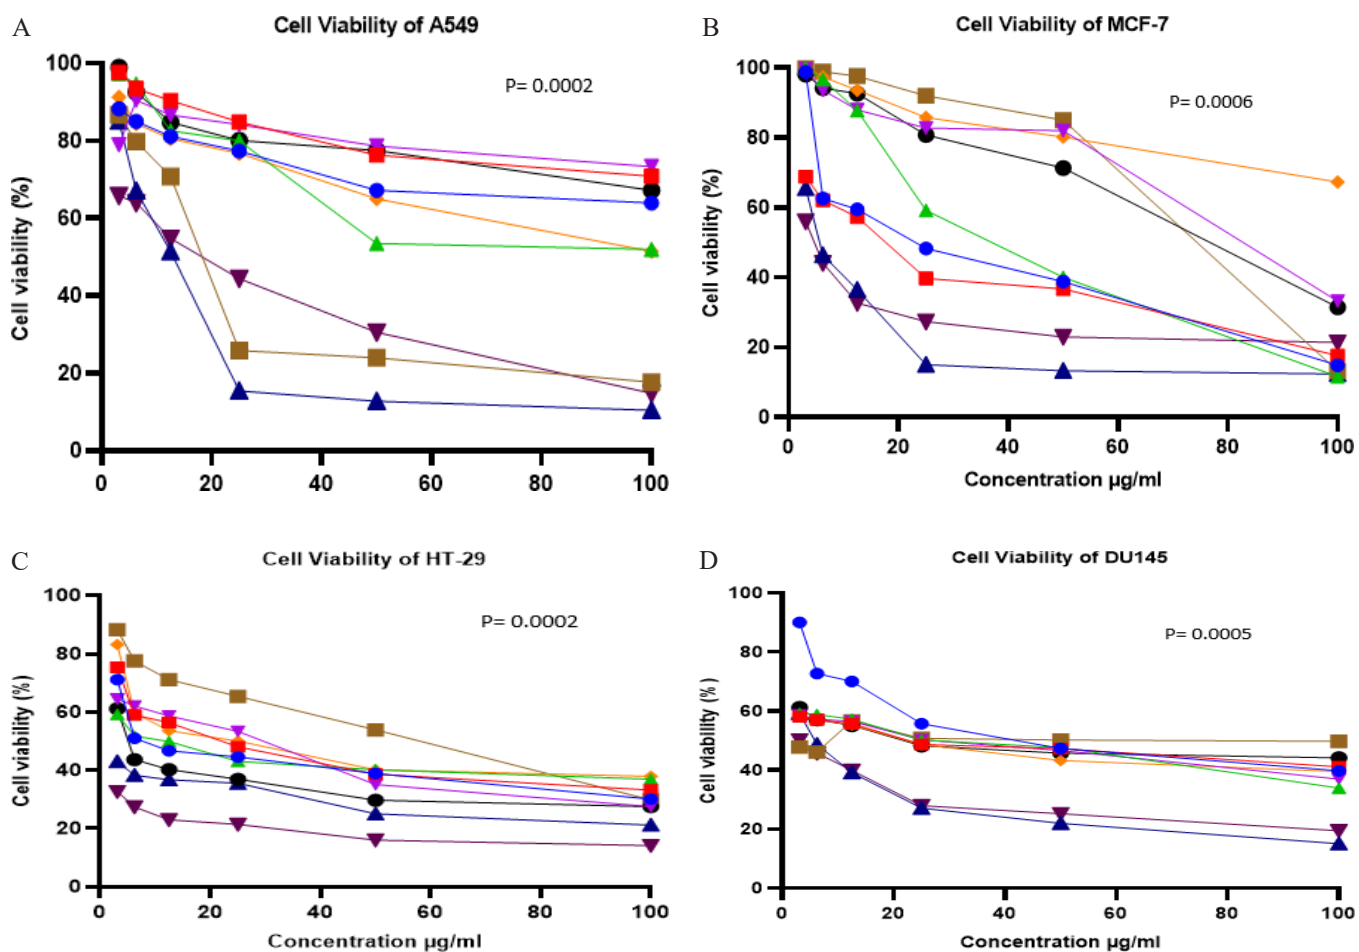 A
Cell Viability of A549
P= 0.0002
Cell viability (%)
100
80
60
40
20
0
0 20 40 60 80 100
B
Cell Viability of MCF-7
P= 0.0006
Cell viability (%)
100
80
60
40
20
0
0 20 40 60 80 100
Concentration µg/ml
C
Cell Viability of HT-29
P= 0.0002
Cell viability (%)
100
80
60
40
20
0
0 20 40 60 80 100
Concentration µg/ml
D
Cell Viability of DU145
P= 0.0005
Cell viability (%)
100
80
60
40
20
0
0 20 40 60 80 100
Concentration µg/ml